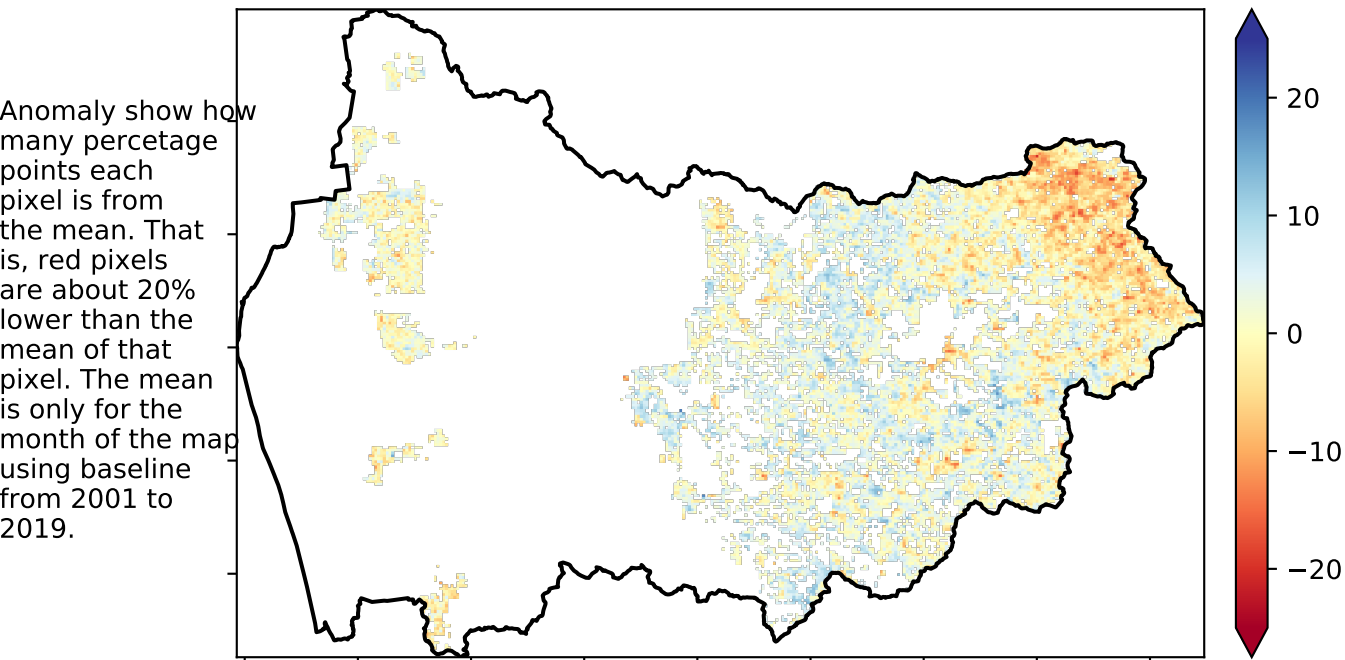 Anomaly show how
many percetage
points each
pixel is from
the mean. That
is, red pixels
are about 20%
lower than the
mean of that
pixel. The mean
is only for the
month of the map
using baseline
from 2001 to
2019.
20
10
0
−10
−20